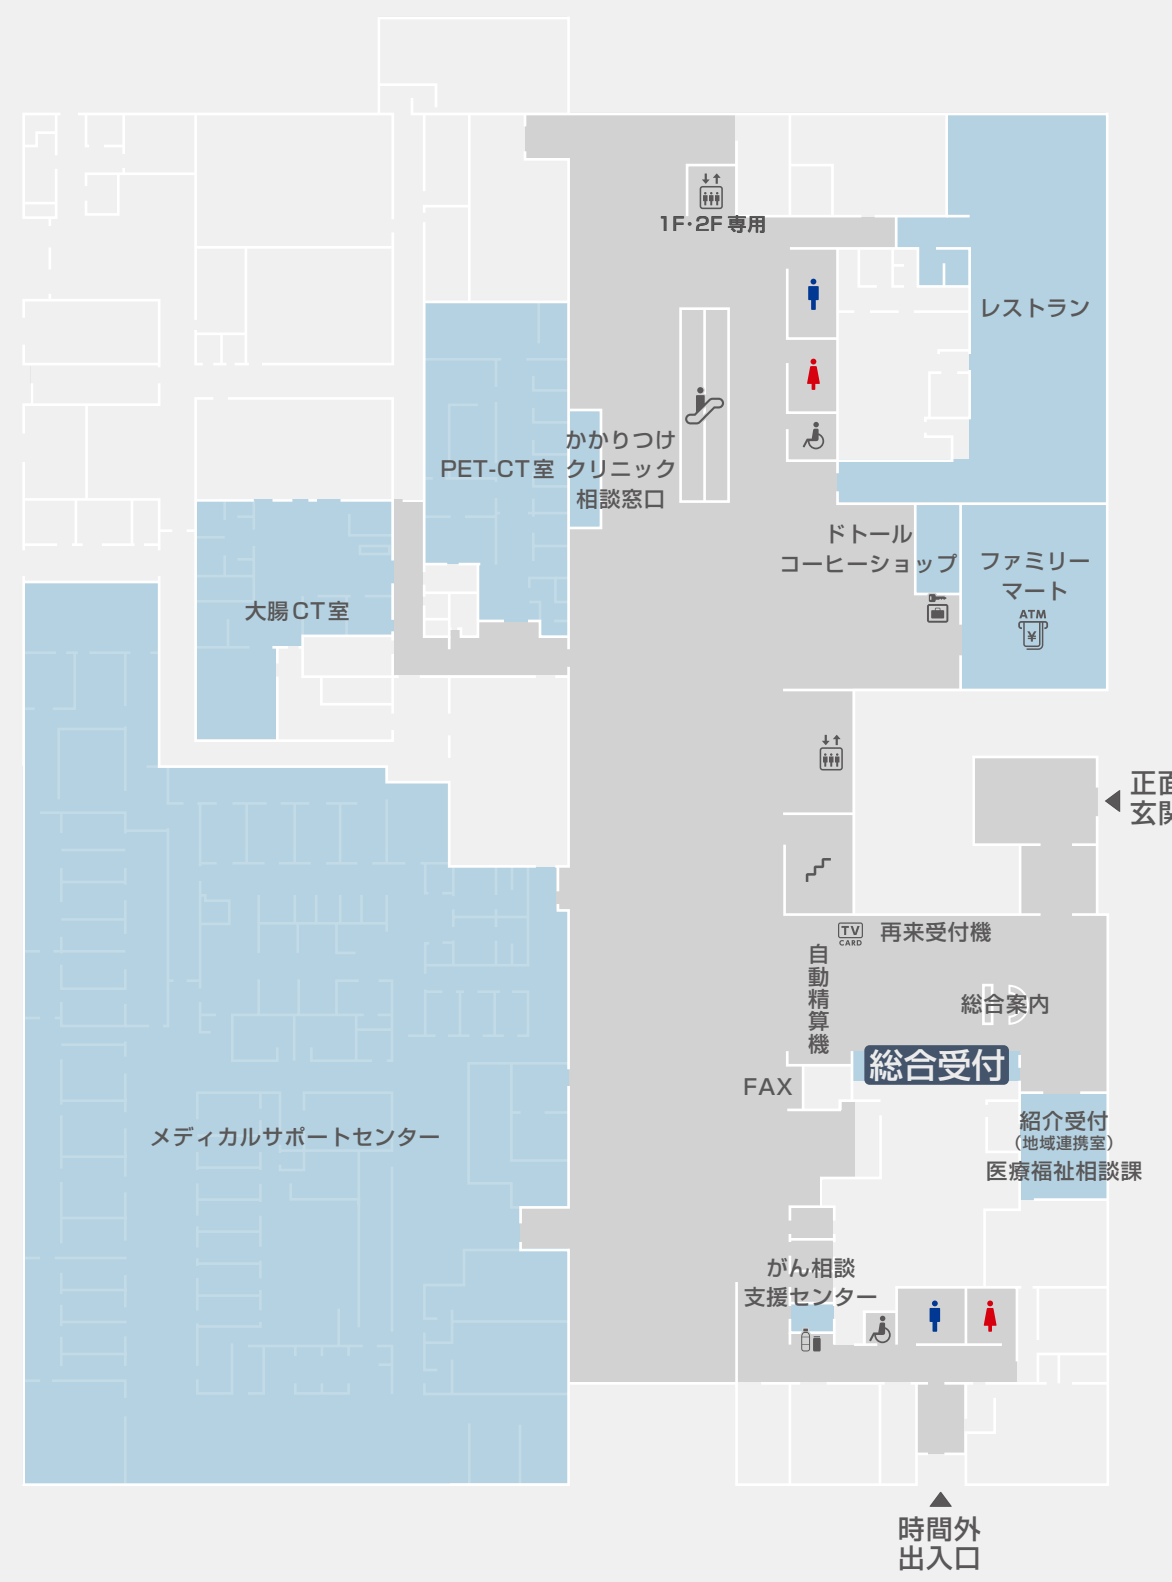 1F･2F 専用
レストラン
かかりつけ
クリニック
相談窓口
PET-CT室
ドトール
コーヒーショップ
ファミリー
マート
ATM
¥
大腸CT室
正面
玄関
TV
CARD
再来受付機
自動精算機
総合案内
総合受付
FAX
紹介受付
（地域連携室）
医療福祉相談課
メディカルサポートセンター
がん相談
支援センター
時間外
出入口